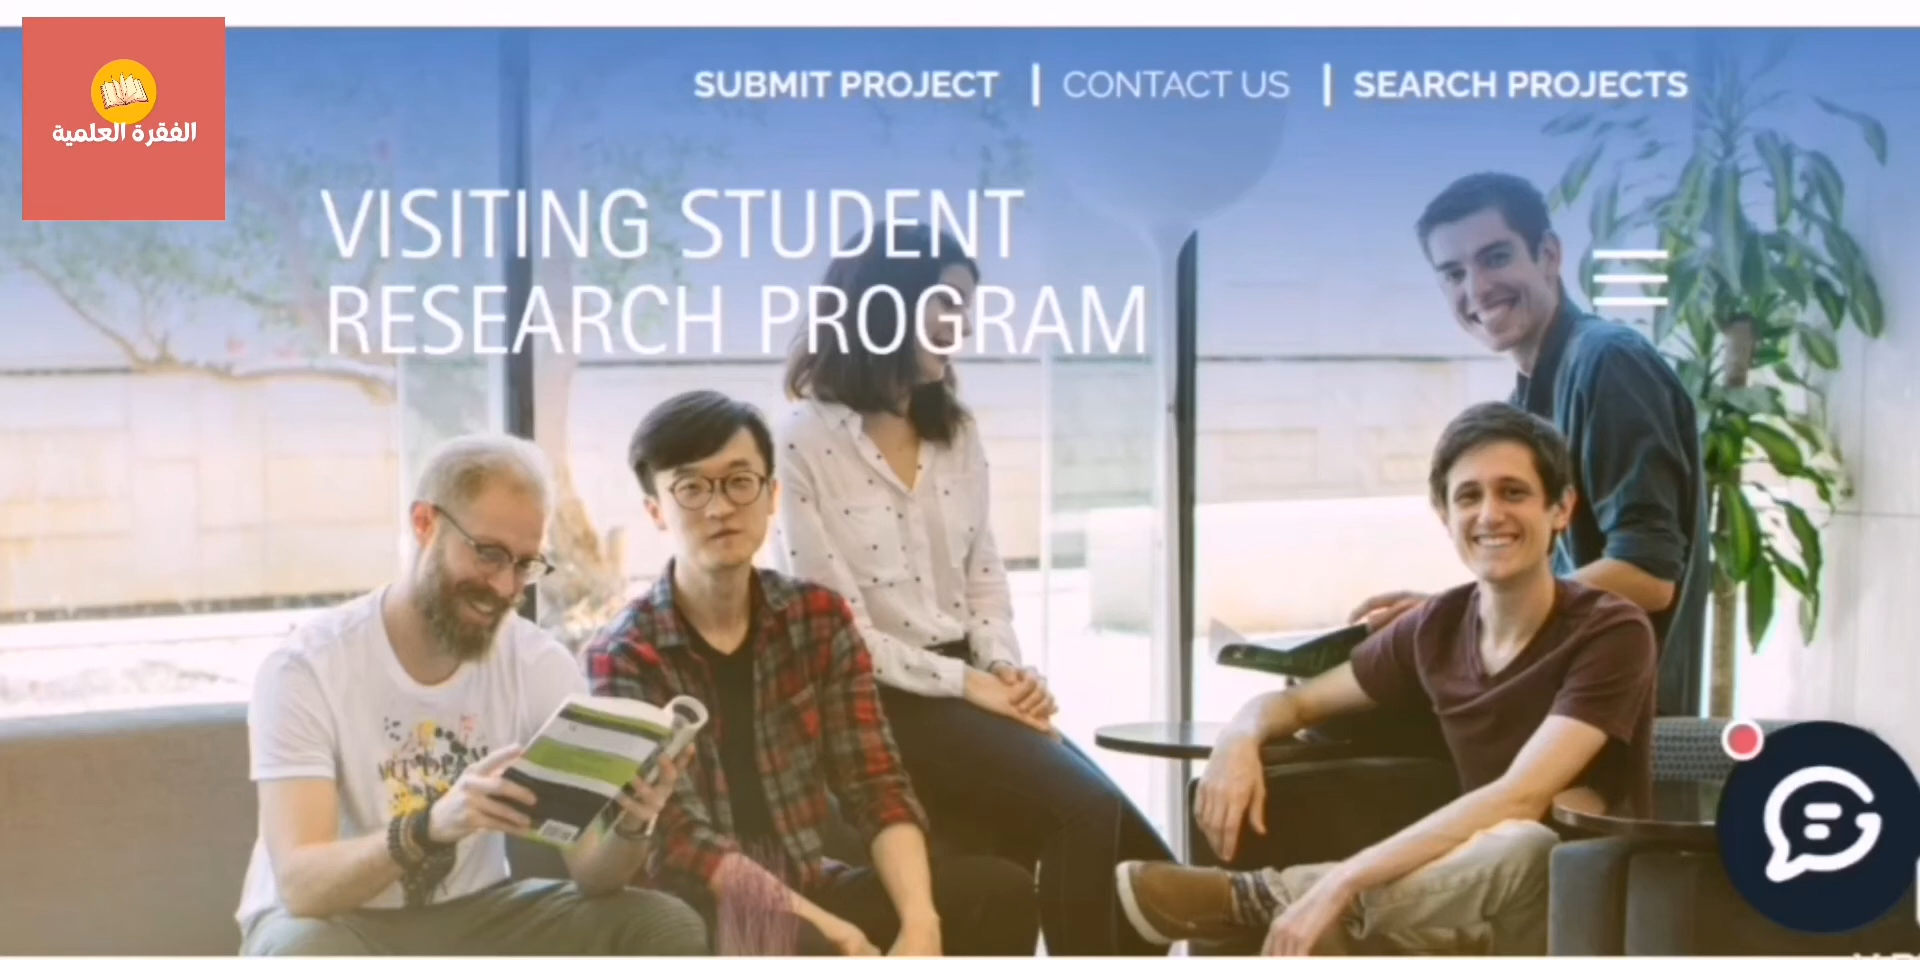 الفقرة العلمية
SUBMIT PROJECT | CONTACT US | SEARCH PROJECTS
VISITING STUDENT
RESEARCH PROGRAM